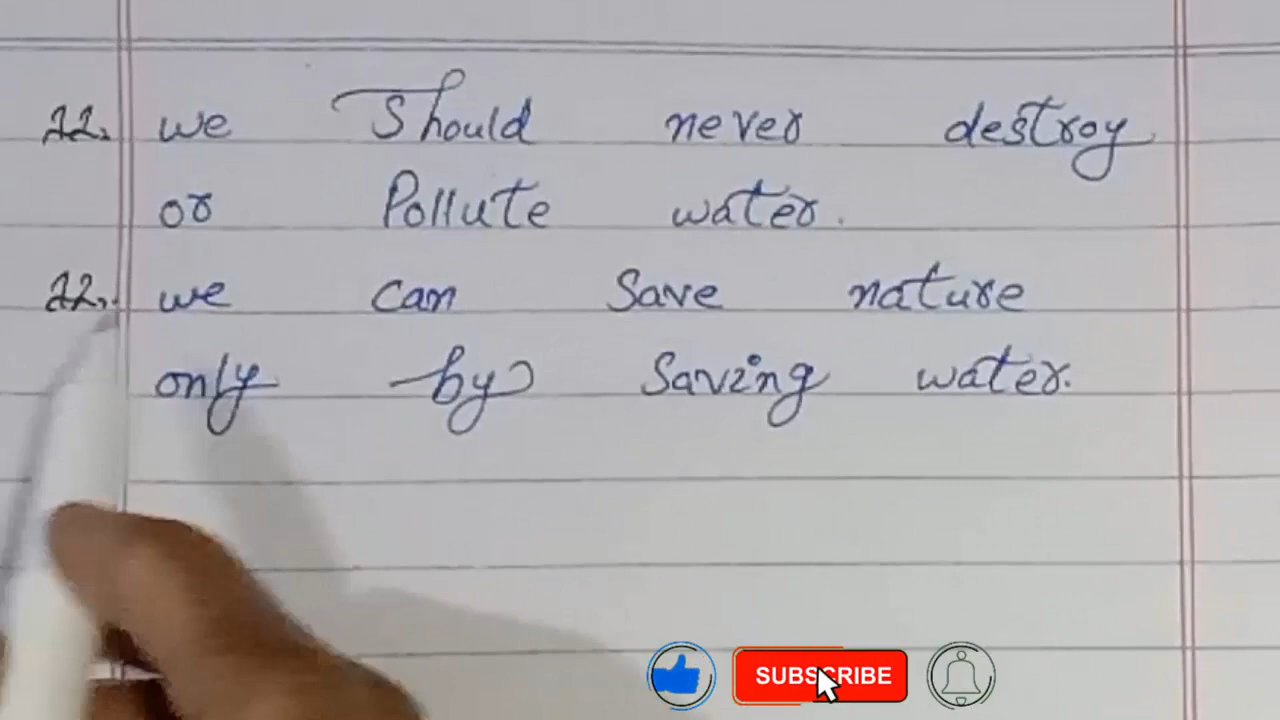 22. we Should never destroy
or Pollute water.
22. we can Save nature
only by Saving water.
SUBSCRIBE